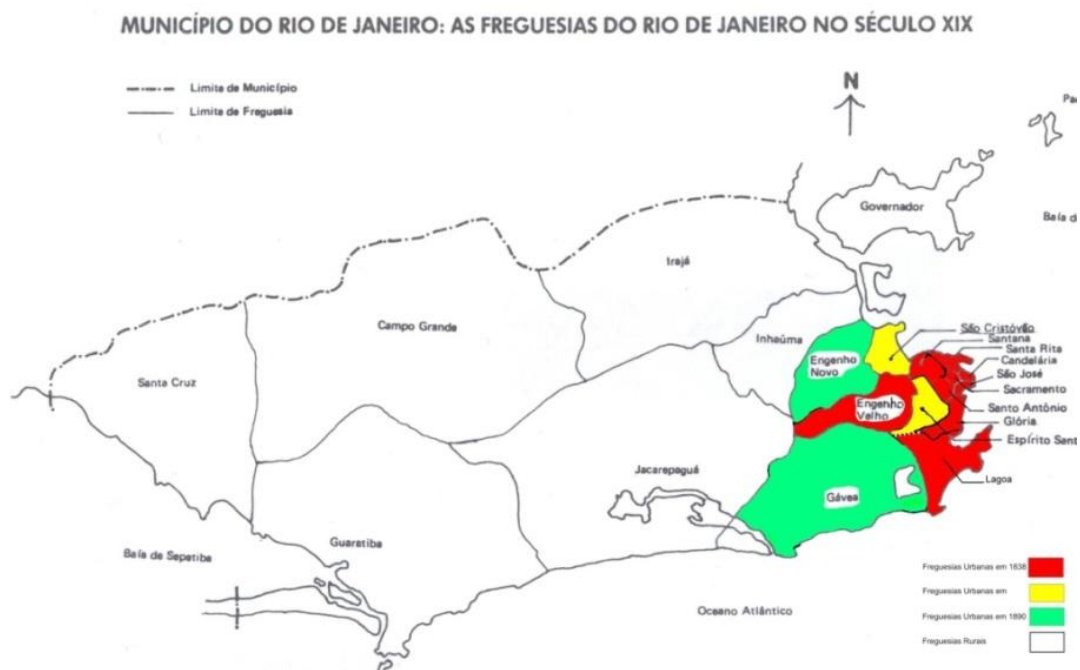 MUNICÍPIO DO RIO DE JANEIRO: AS FREGUESIAS DO RIO DE JANEIRO NO SÉCULO XIX
Limite de Município
Limite de Freguesia
N
Governador
Baía d
Irajá
Campo Grande
Inhaúma
São Cristóvão
Santana
Santa Rita
Candelária
São José
Sacramento
Santo Antônio
Glória
Espírito Sant
Lagoa
Engenho
Novo
Engenho
Velho
Santa Cruz
Jacarepaguá
Gávea
Guaratiba
Baía de Sepetiba
Oceano Atlântico
Freguesias Urbanas em 1838
Freguesias Urbanas em
Freguesias Urbanas em 1890
Freguesias Rurais